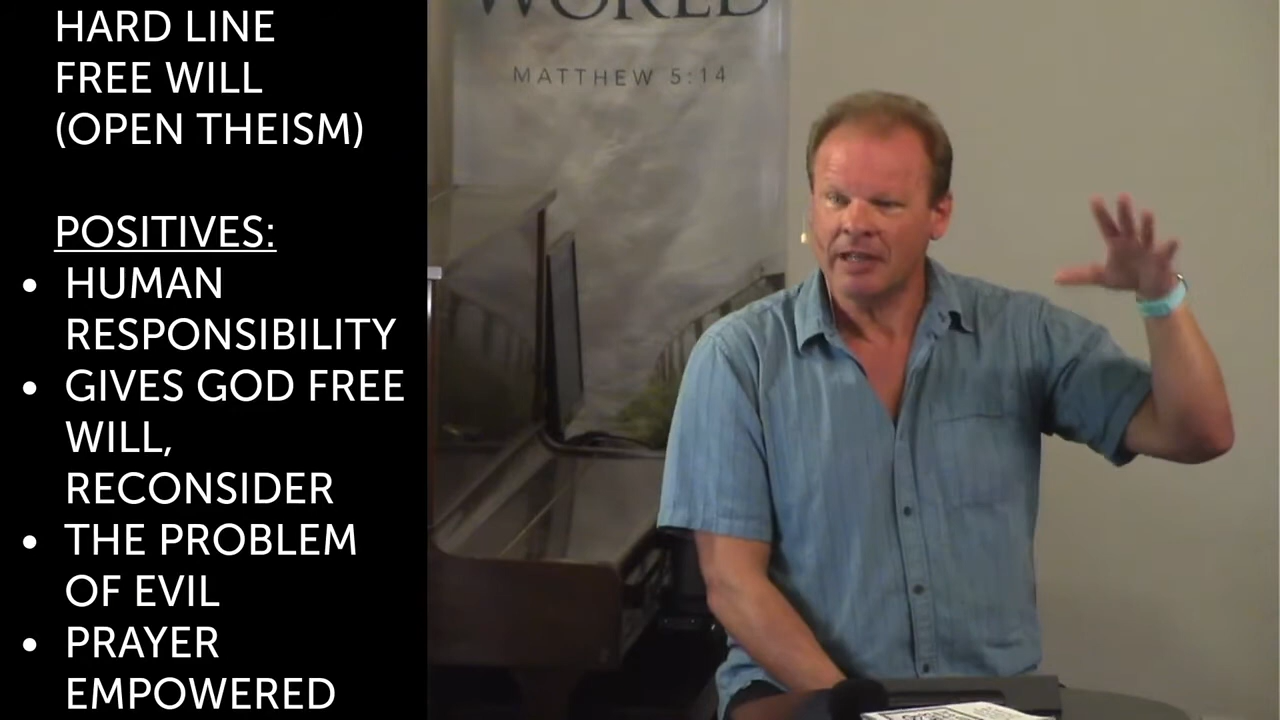 HARD LINE
FREE WILL
(OPEN THEISM)
POSITIVES:
• HUMAN
RESPONSIBILITY
• GIVES GOD FREE
WILL,
RECONSIDER
• THE PROBLEM
OF EVIL
• PRAYER
EMPOWERED
WORLD
MATTHEW 5:14